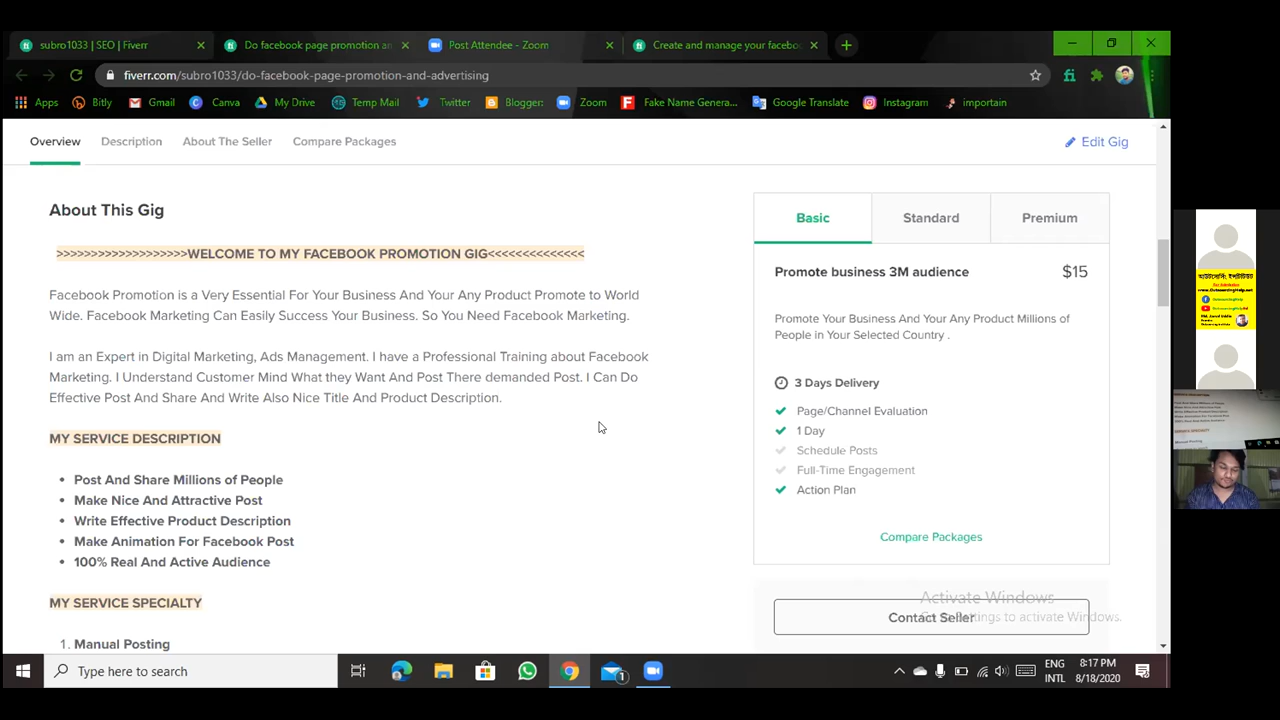 subro1033 | SEO | Fiverr
Do facebook page promotion an
Post Attendee - Zoom
Create and manage your facebo
fiverr.com/subro1033/do-facebook-page-promotion-and-advertising
Apps Bitly Gmail Canva My Drive Temp Mail Twitter Blogger: Zoom Fake Name Genera... Google Translate Instagram importain
Overview Description About The Seller Compare Packages Edit Gig
About This Gig
>>>>>>>>>>>>>>>>>>>WELCOME TO MY FACEBOOK PROMOTION GIG<<<<<<<<<<<<<<
Facebook Promotion is a Very Essential For Your Business And Your Any Product Promote to World
Wide. Facebook Marketing Can Easily Success Your Business. So You Need Facebook Marketing.
I am an Expert in Digital Marketing, Ads Management. I have a Professional Training about Facebook
Marketing. I Understand Customer Mind What they Want And Post There demanded Post. I Can Do
Effective Post And Share And Write Also Nice Title And Product Description.
MY SERVICE DESCRIPTION
• Post And Share Millions of People
• Make Nice And Attractive Post
• Write Effective Product Description
• Make Animation For Facebook Post
• 100% Real And Active Audience
MY SERVICE SPECIALTY
1. Manual Posting
Basic Standard Premium
Promote business 3M audience $15
Promote Your Business And Your Any Product Millions of
People in Your Selected Country .
3 Days Delivery
Page/Channel Evaluation
1 Day
Schedule Posts
Full-Time Engagement
Action Plan
Compare Packages
Contact Seller
Activate Windows
Go to Settings to activate Windows.
Type here to search
1
ENG
INTL
8:17 PM
8/18/2020